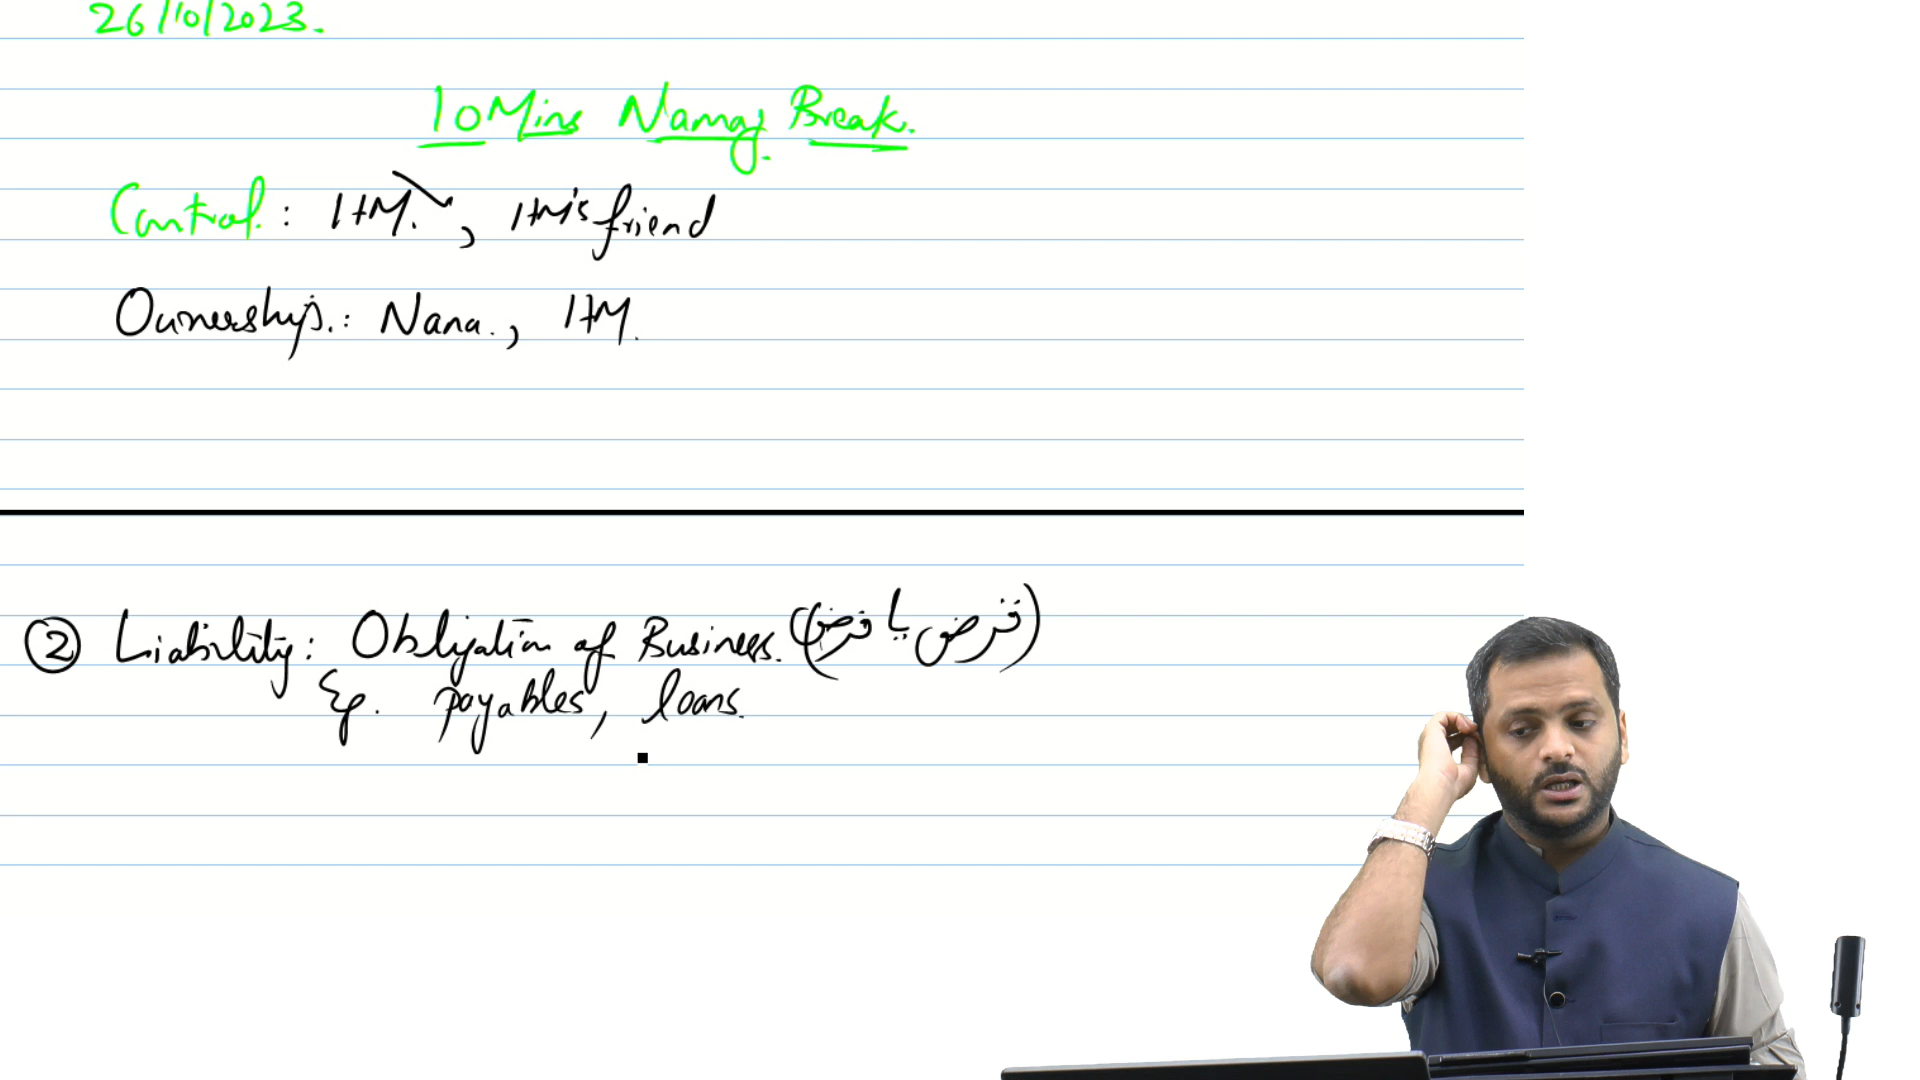 26/10/2023.
10 Mins Namaz Break.
Control: HM., HM's friend
Ownership.: Nana., HM.
② Liability: Obligation of Business. (قرض یا فرض)
Eg. payables, loans.